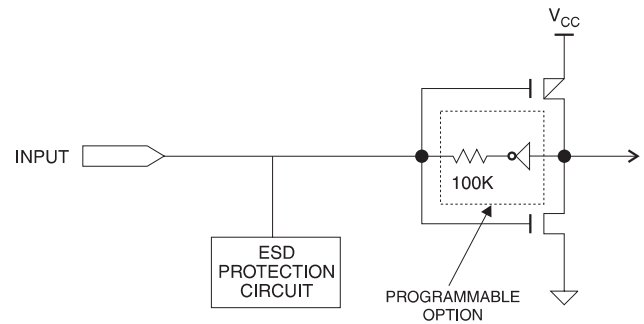 V_CC
INPUT
100K
ESD
PROTECTION
CIRCUIT
PROGRAMMABLE
OPTION